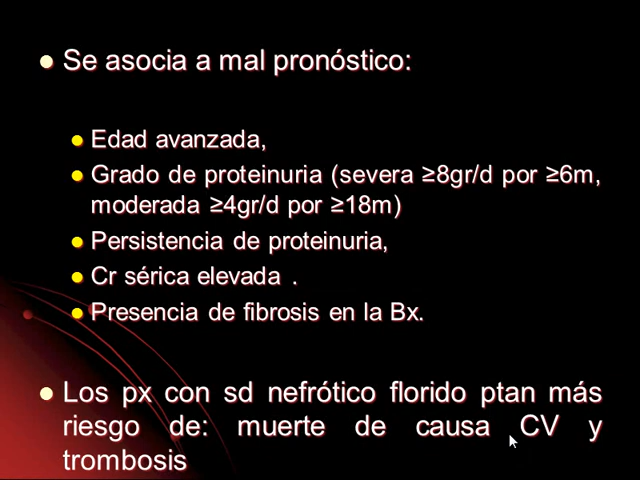 Se asocia a mal pronóstico:
Edad avanzada,
Grado de proteinuria (severa ≥8gr/d por ≥6m,
moderada ≥4gr/d por ≥18m)
Persistencia de proteinuria,
Cr sérica elevada .
Presencia de fibrosis en la Bx.
Los px con sd nefrótico florido ptan más
riesgo de: muerte de causa CV y
trombosis